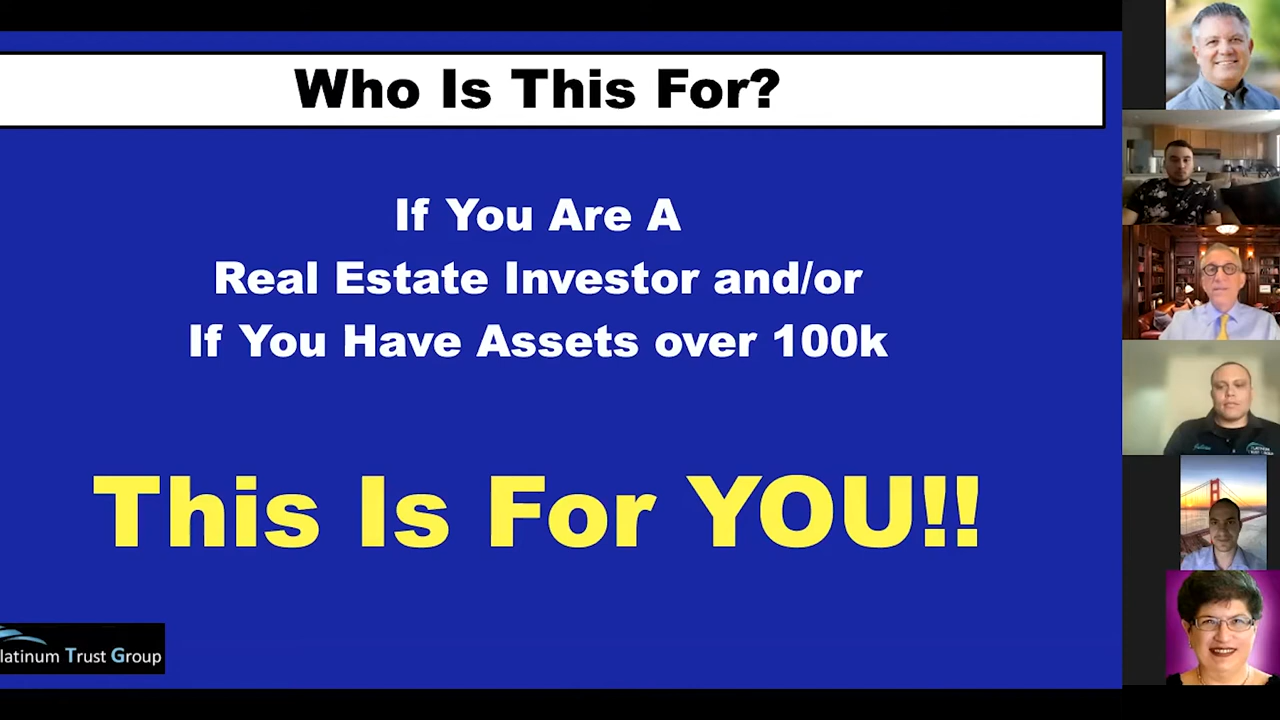 Who Is This For?
If You Are A
Real Estate Investor and/or
If You Have Assets over 100k
This Is For YOU!!
latinum Trust Group